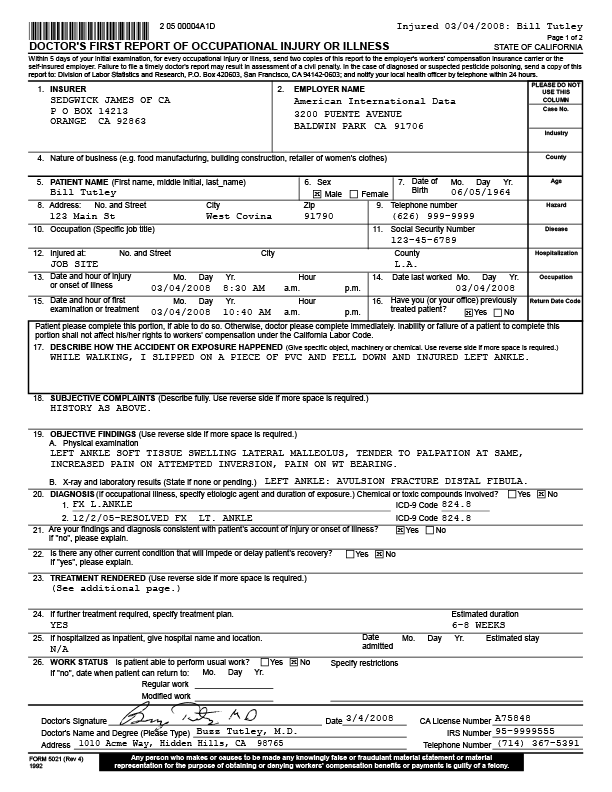 2 05 00004A1D
Injured 03/04/2008: Bill Tutley
Page 1 of 2
DOCTOR'S FIRST REPORT OF OCCUPATIONAL INJURY OR ILLNESS
STATE OF CALIFORNIA
Within 5 days of your initial examination, for every occupational injury or illness, send two copies of this report to the employer's workers' compensation insurance carrier or the
self-insured employer. Failure to file a timely doctor's report may result in assessment of a civil penalty. In the case of diagnosed or suspected pesticide poisoning, send a copy of this
report to: Division of Labor Statistics and Research, P.O. Box 420603, San Francisco, CA 94142-0603; and notify your local health officer by telephone within 24 hours.
1. INSURER
SEDGWICK JAMES OF CA
P O BOX 14213
ORANGE CA 92863
2. EMPLOYER NAME
American International Data
3200 PUENTE AVENUE
BALDWIN PARK CA 91706
PLEASE DO NOT
USE THIS
COLUMN
Case No.
Industry
4. Nature of business (e.g. food manufacturing, building construction, retailer of women's clothes)
County
5. PATIENT NAME (First name, middle initial, last_name)
Bill Tutley
6. Sex
☒ Male ☐ Female
7. Date of Birth Mo. Day Yr.
06/05/1964
Age
8. Address: No. and Street City Zip
123 Main St West Covina 91790
9. Telephone number
(626) 999-9999
Hazard
10. Occupation (Specific job title)
11. Social Security Number
123-45-6789
Disease
12. Injured at: No. and Street City County
JOB SITE L.A.
Hospitalization
13. Date and hour of injury Mo. Day Yr. Hour
or onset of illness 03/04/2008 8:30 AM a.m. p.m.
14. Date last worked Mo. Day Yr.
03/04/2008
Occupation
15. Date and hour of first Mo. Day Yr. Hour
examination or treatment 03/04/2008 10:40 AM a.m. p.m.
16. Have you (or your office) previously
treated patient? ☒ Yes ☐ No
Return Date Code
Patient please complete this portion, if able to do so. Otherwise, doctor please complete immediately. Inability or failure of a patient to complete this
portion shall not affect his/her rights to workers' compensation under the California Labor Code.
17. DESCRIBE HOW THE ACCIDENT OR EXPOSURE HAPPENED (Give specific object, machinery or chemical. Use reverse side if more space is required.)
WHILE WALKING, I SLIPPED ON A PIECE OF PVC AND FELL DOWN AND INJURED LEFT ANKLE.
18. SUBJECTIVE COMPLAINTS (Describe fully. Use reverse side if more space is required.)
HISTORY AS ABOVE.
19. OBJECTIVE FINDINGS (Use reverse side if more space is required.)
A. Physical examination
LEFT ANKLE SOFT TISSUE SWELLING LATERAL MALLEOLUS, TENDER TO PALPATION AT SAME,
INCREASED PAIN ON ATTEMPTED INVERSION, PAIN ON WT BEARING.
B. X-ray and laboratory results (State if none or pending.) LEFT ANKLE: AVULSION FRACTURE DISTAL FIBULA.
20. DIAGNOSIS (if occupational illness, specify etiologic agent and duration of exposure.) Chemical or toxic compounds involved? ☐ Yes ☒ No
1. FX L.ANKLE ICD-9 Code 824.8
2. 12/2/05-RESOLVED FX LT. ANKLE ICD-9 Code 824.8
21. Are your findings and diagnosis consistent with patient's account of injury or onset of illness? ☒ Yes ☐ No
If "no", please explain.
22. Is there any other current condition that will impede or delay patient's recovery? ☐ Yes ☒ No
If "yes", please explain.
23. TREATMENT RENDERED (Use reverse side if more space is required.)
(See additional page.)
24. If further treatment required, specify treatment plan. Estimated duration
YES 6-8 WEEKS
25. If hospitalized as inpatient, give hospital name and location. Date admitted Mo. Day Yr. Estimated stay
N/A
26. WORK STATUS Is patient able to perform usual work? ☐ Yes ☒ No Specify restrictions
If "no", date when patient can return to: Mo. Day Yr.
Regular work
Modified work
Doctor's Signature MD Date 3/4/2008 CA License Number A75848
Doctor's Name and Degree (Please Type) Buzz Tutley, M.D. IRS Number 95-9999555
Address 1010 Acme Way, Hidden Hills, CA 98765 Telephone Number (714) 367-5391
FORM 5021 (Rev 4)
1992
Any person who makes or causes to be made any knowingly false or fraudulent material statement or material
representation for the purpose of obtaining or denying workers' compensation benefits or payments is guilty of a felony.